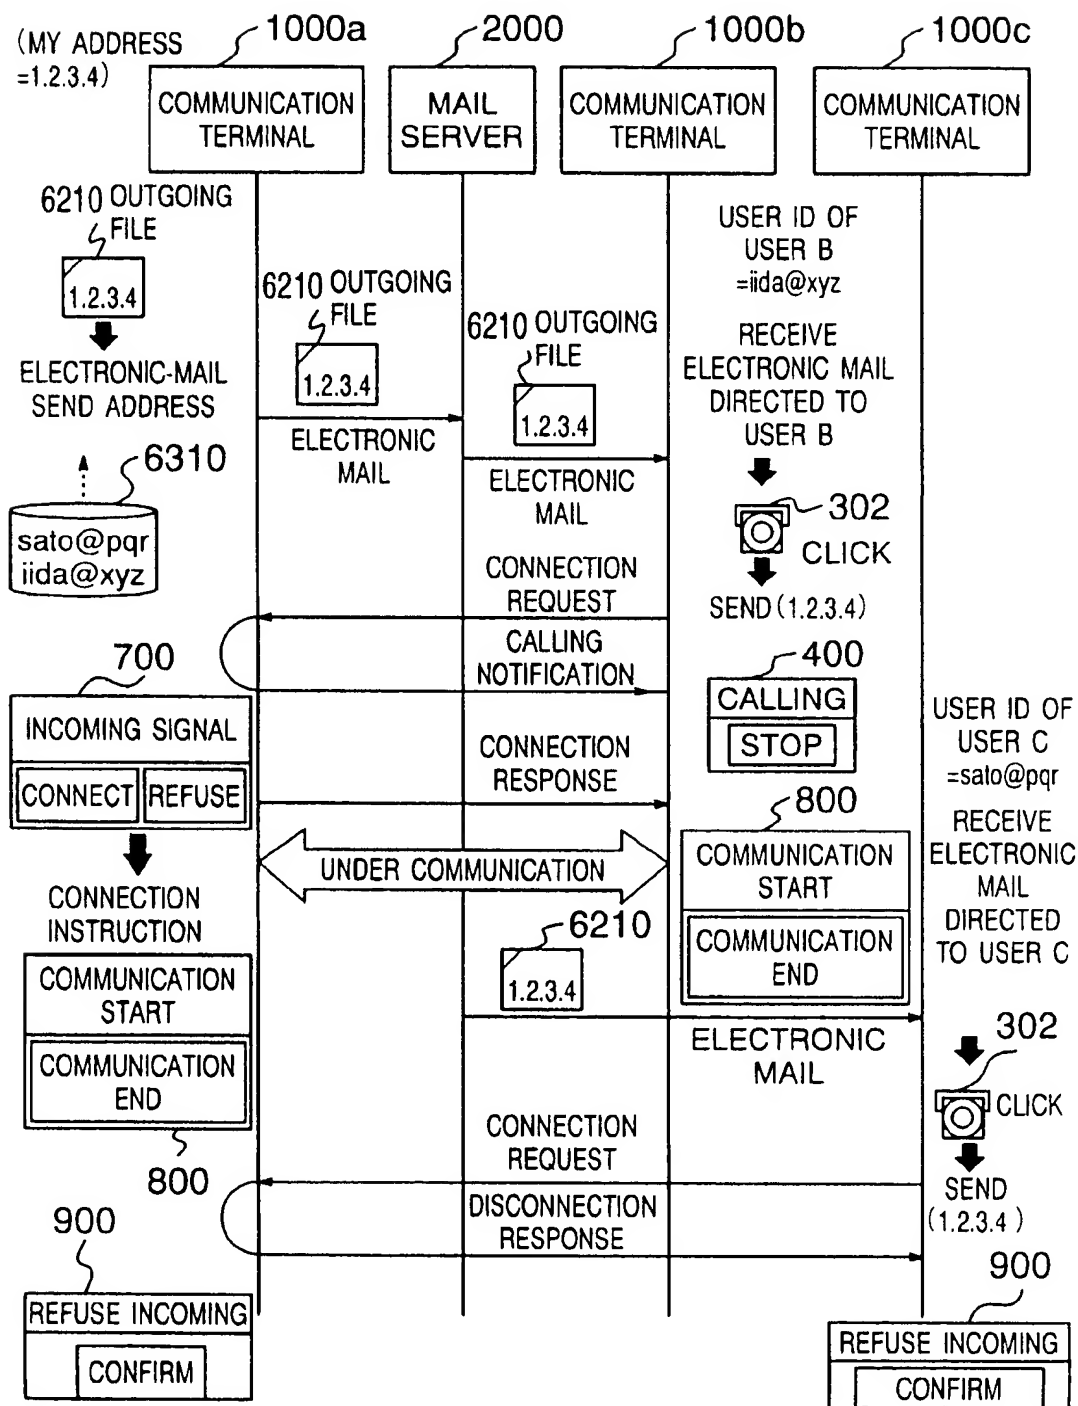 (MY ADDRESS
=1.2.3.4)
1000a
2000
1000b
1000c
COMMUNICATION
TERMINAL
MAIL
SERVER
COMMUNICATION
TERMINAL
COMMUNICATION
TERMINAL
6210 OUTGOING
FILE
1.2.3.4
ELECTRONIC-MAIL
SEND ADDRESS
6310
sato@pqr
iida@xyz
6210 OUTGOING
FILE
1.2.3.4
ELECTRONIC
MAIL
6210 OUTGOING
FILE
1.2.3.4
ELECTRONIC
MAIL
USER ID OF
USER B
=iida@xyz
RECEIVE
ELECTRONIC MAIL
DIRECTED TO
USER B
302
CLICK
SEND (1.2.3.4)
CONNECTION
REQUEST
CALLING
NOTIFICATION
400
CALLING
STOP
700
INCOMING SIGNAL
CONNECT
REFUSE
CONNECTION
RESPONSE
USER ID OF
USER C
=sato@pqr
RECEIVE
ELECTRONIC
MAIL
DIRECTED
TO USER C
800
COMMUNICATION
START
COMMUNICATION
END
UNDER COMMUNICATION
CONNECTION
INSTRUCTION
COMMUNICATION
START
COMMUNICATION
END
800
6210
1.2.3.4
ELECTRONIC
MAIL
302
CLICK
SEND
(1.2.3.4 )
CONNECTION
REQUEST
DISCONNECTION
RESPONSE
900
REFUSE INCOMING
CONFIRM
900
REFUSE INCOMING
CONFIRM